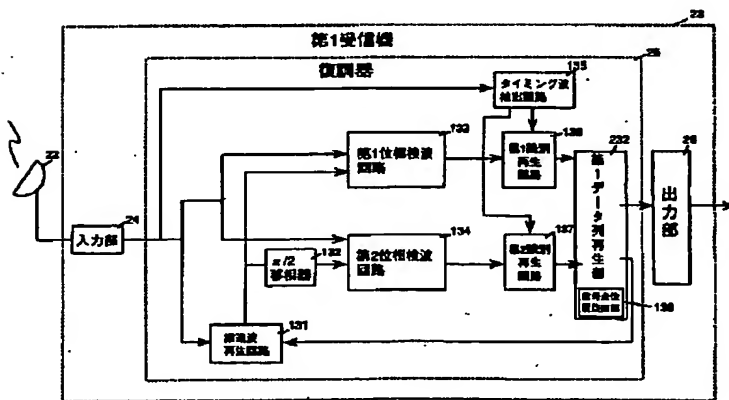 23
第1受信機
25
復調器
135
タイミング波
抽出回路
22
133
第1位相検波
回路
136
第1識別
再生
回路
232
第1データ列再生部
26
出力部
24
入力部
134
第2位相検波
回路
132
π/2
移相器
137
第2識別
再生
回路
131
搬送波
再生回路
138